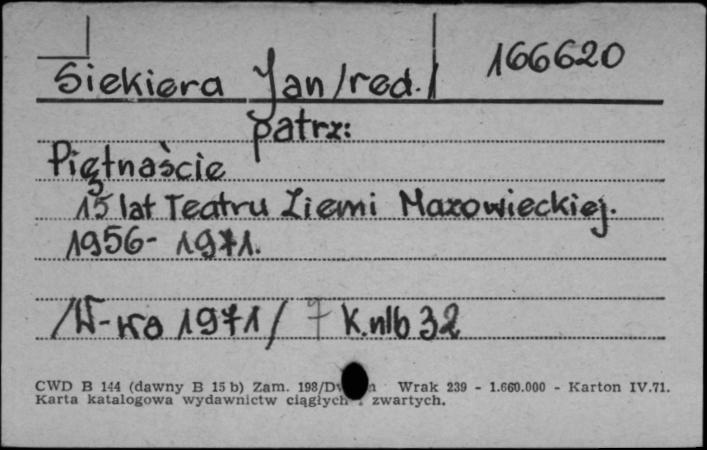 Siekiera Jan /red./ 166620
patrz:
Piętnaście
15 lat Teatru Ziemi Mazowieckiej.
1956- 1971.
/W-wa 1971/ 7 K.nlb 32
CWD B 144 (dawny B 15 b) Zam. 198/Dw Wrak 239 - 1.660.000 - Karton IV.71.
Karta katalogowa wydawnictw ciągłych i zwartych.